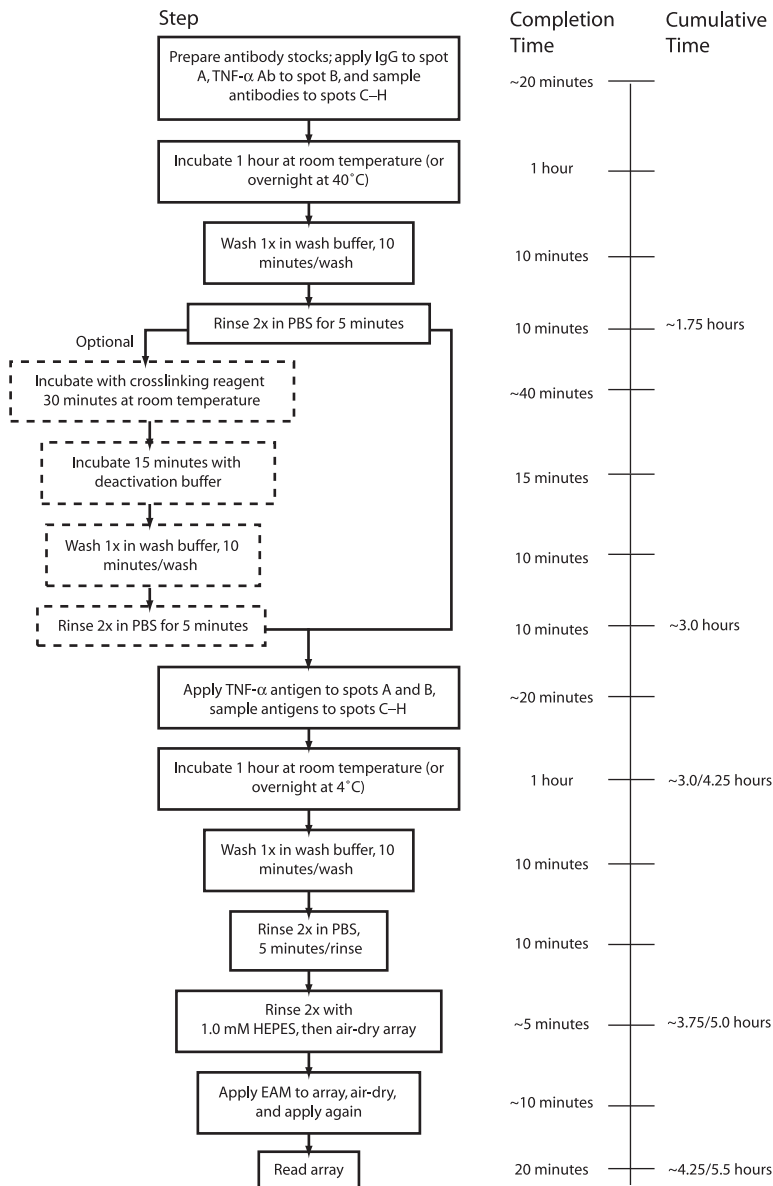 Step
Completion
Time
Cumulative
Time
Prepare antibody stocks; apply IgG to spot
A, TNF-α Ab to spot B, and sample
antibodies to spots C–H
~20 minutes
Incubate 1 hour at room temperature (or
overnight at 40˚C)
1 hour
Wash 1x in wash buffer, 10
minutes/wash
10 minutes
Rinse 2x in PBS for 5 minutes
10 minutes
~1.75 hours
Optional
Incubate with crosslinking reagent
30 minutes at room temperature
~40 minutes
Incubate 15 minutes with
deactivation buffer
15 minutes
Wash 1x in wash buffer, 10
minutes/wash
10 minutes
Rinse 2x in PBS for 5 minutes
10 minutes
~3.0 hours
Apply TNF-α antigen to spots A and B,
sample antigens to spots C–H
~20 minutes
Incubate 1 hour at room temperature (or
overnight at 4˚C)
1 hour
~3.0/4.25 hours
Wash 1x in wash buffer, 10
minutes/wash
10 minutes
Rinse 2x in PBS,
5 minutes/rinse
10 minutes
Rinse 2x with
1.0 mM HEPES, then air-dry array
~5 minutes
~3.75/5.0 hours
Apply EAM to array, air-dry,
and apply again
~10 minutes
Read array
20 minutes
~4.25/5.5 hours